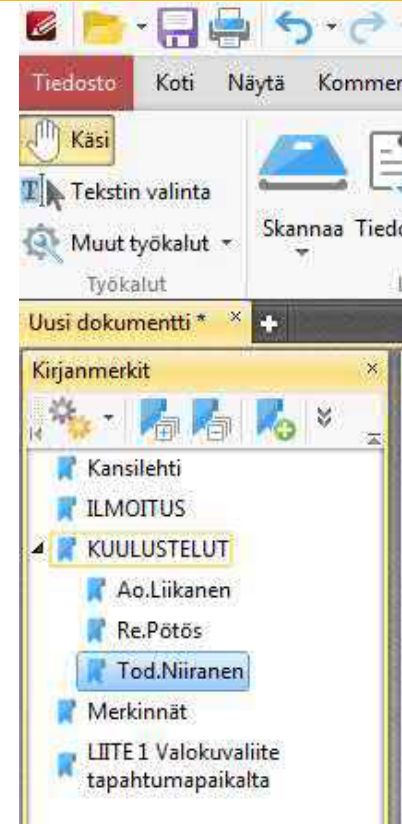 Tiedosto Koti Näytä Kommer
Käsi
Tekstin valinta
Muut työkalut
Skannaa Tiedo
Työkalut
Uusi dokumentti *
Kirjanmerkit
Kansilehti
ILMOITUS
KUULUSTELUT
Ao.Liikanen
Re.Pötös
Tod.Niiranen
Merkinnät
LIITE 1 Valokuvaliite
tapahtumapaikalta